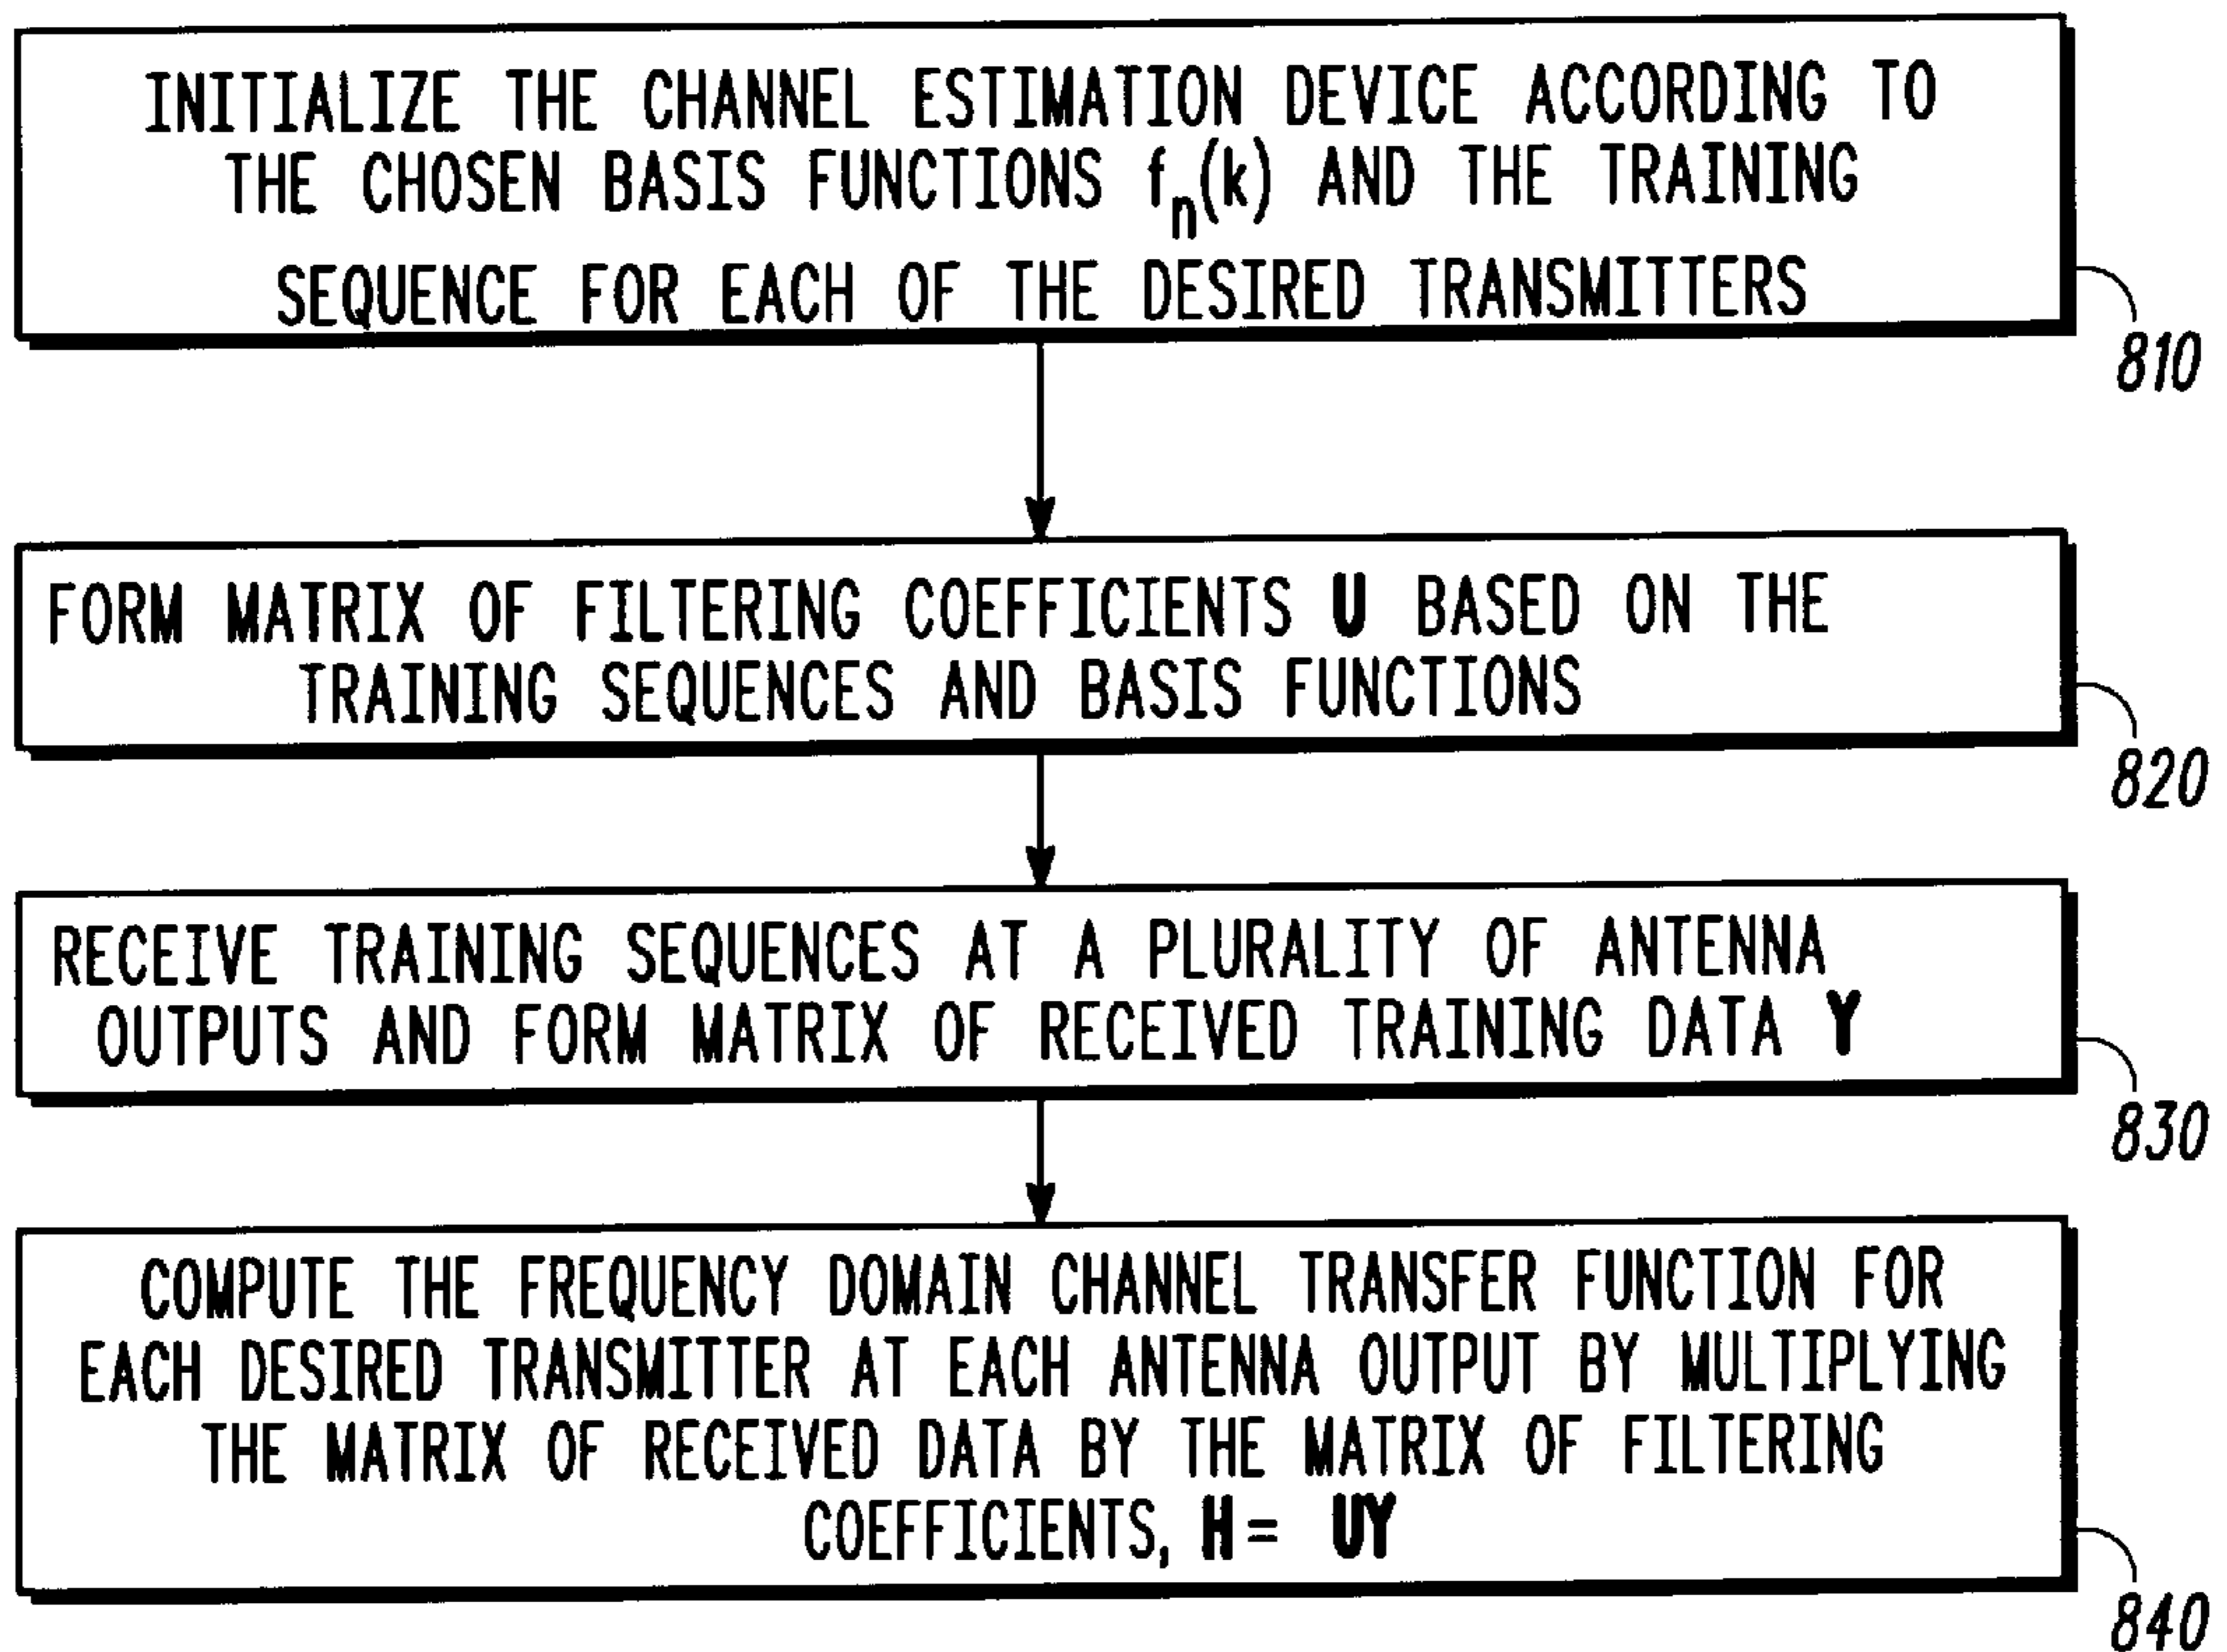 INITIALIZE THE CHANNEL ESTIMATION DEVICE ACCORDING TO
THE CHOSEN BASIS FUNCTIONS fn(k) AND THE TRAINING
SEQUENCE FOR EACH OF THE DESIRED TRANSMITTERS
810
FORM MATRIX OF FILTERING COEFFICIENTS U BASED ON THE
TRAINING SEQUENCES AND BASIS FUNCTIONS
820
RECEIVE TRAINING SEQUENCES AT A PLURALITY OF ANTENNA
OUTPUTS AND FORM MATRIX OF RECEIVED TRAINING DATA Y
830
COMPUTE THE FREQUENCY DOMAIN CHANNEL TRANSFER FUNCTION FOR
EACH DESIRED TRANSMITTER AT EACH ANTENNA OUTPUT BY MULTIPLYING
THE MATRIX OF RECEIVED DATA BY THE MATRIX OF FILTERING
COEFFICIENTS, H = UY
840